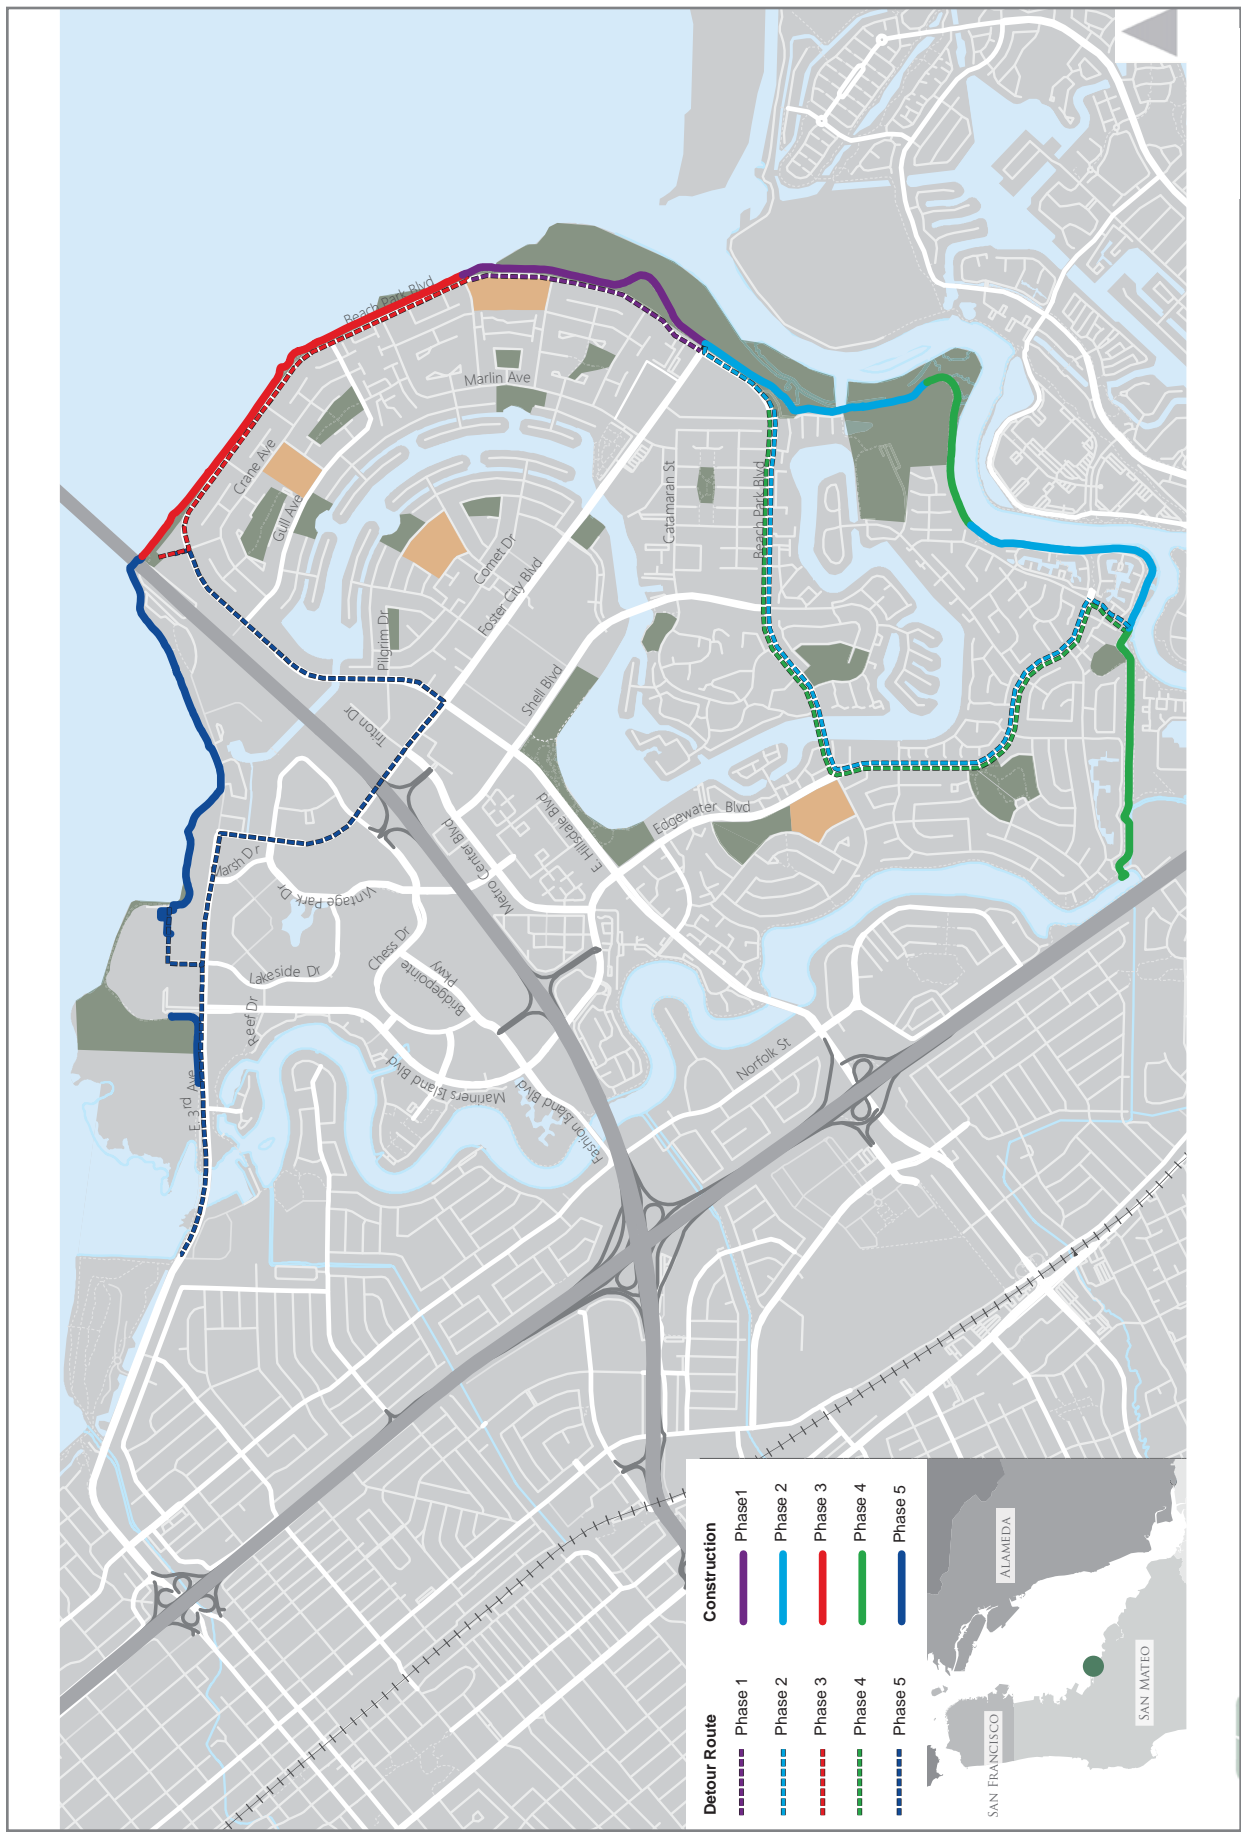 Beach Park Blvd
Marlin Ave
Crane Ave
Gull Ave
Comet Dr
Foster City Blvd
Pilgrim Dr
Catamaran St
Beach Park Blvd
Shell Blvd
Triton Dr
E. Hillsdale Blvd
Edgewater Blvd
Metro Center Blvd
Marsh Dr
Vintage Park Dr
Chess Dr
Bridgepointe
Pkwy
Lakeside Dr
Reef Dr
E. 3rd Ave
Mariners Island Blvd
Fashion Island Blvd
Norfolk St
Detour Route
Phase 1
Phase 2
Phase 3
Phase 4
Phase 5
Construction
Phase1
Phase 2
Phase 3
Phase 4
Phase 5
SAN FRANCISCO
ALAMEDA
SAN MATEO